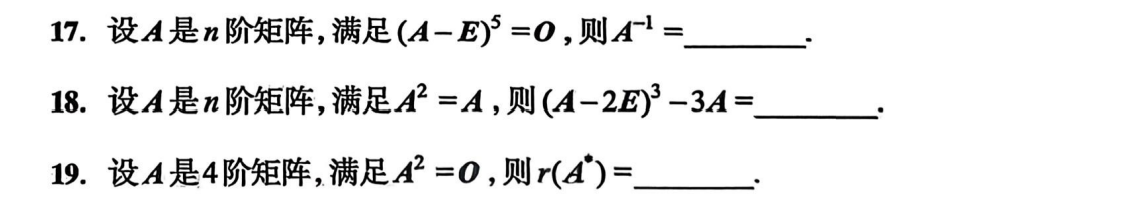 17. 设A是n阶矩阵,满足(A-E)⁵=O,则A⁻¹=________.
18. 设A是n阶矩阵,满足A²=A,则(A-2E)³-3A=________.
19. 设A是4阶矩阵,满足A²=O,则r(A*)=________.